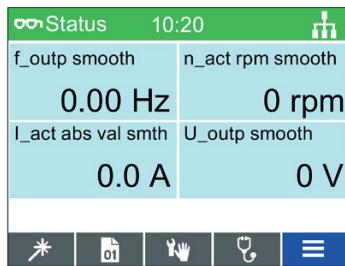 Status 10:20
f_outp smooth
0.00 Hz
n_act rpm smooth
0 rpm
I_act abs val smth
0.0 A
U_outp smooth
0 V
01